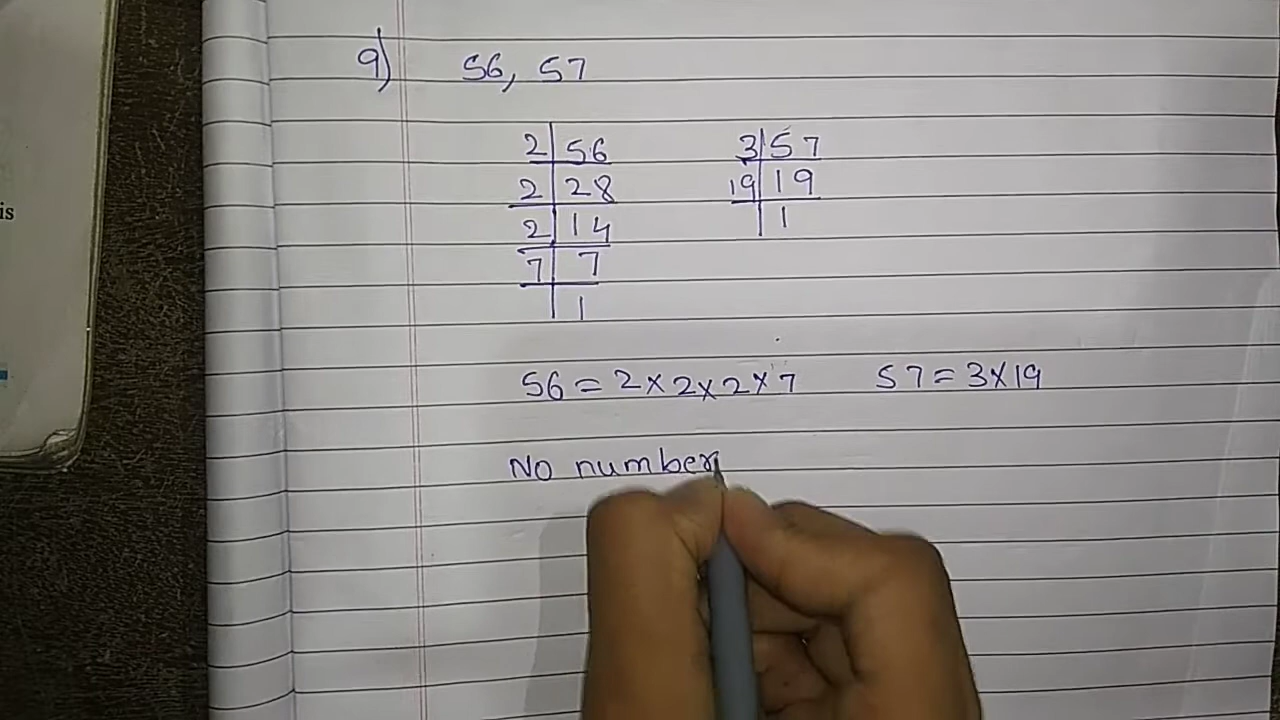 is
9) 56, 57
2 56 3 57
2 28 19 19
2 14 1
7 7
1
56 = 2 × 2 × 2 × 7 57 = 3 × 19
No number